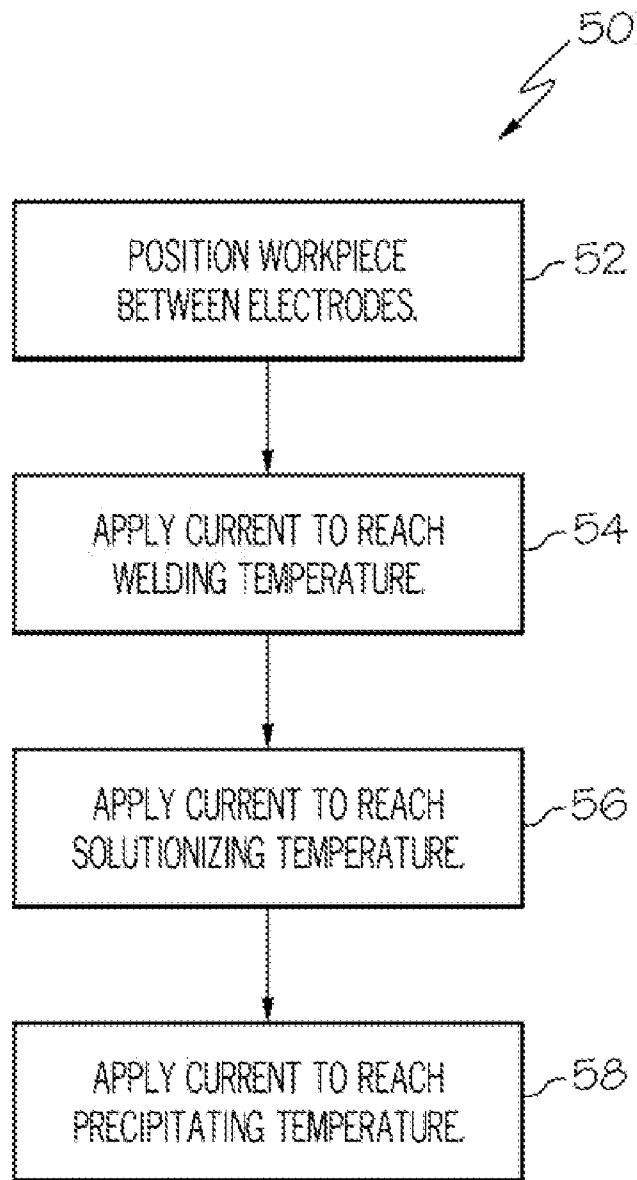 50
POSITION WORKPIECE
BETWEEN ELECTRODES.
52
APPLY CURRENT TO REACH
WELDING TEMPERATURE.
54
APPLY CURRENT TO REACH
SOLUTIONIZING TEMPERATURE.
56
APPLY CURRENT TO REACH
PRECIPITATING TEMPERATURE.
58